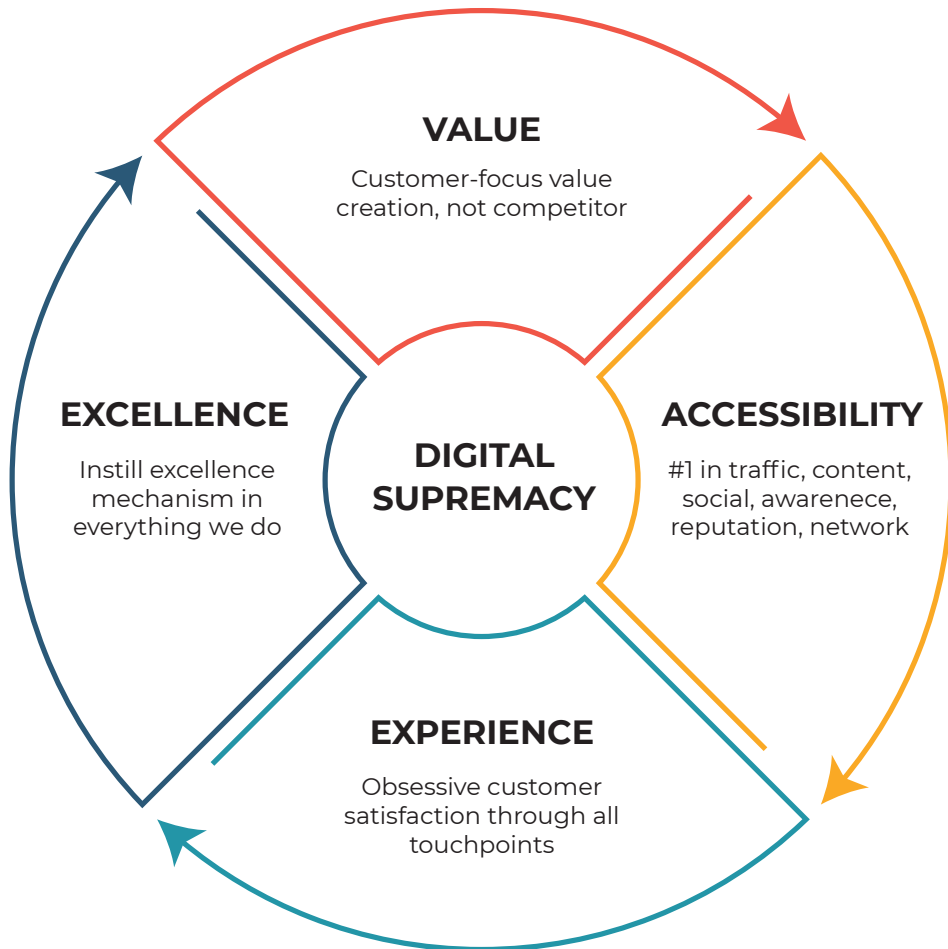 VALUE
Customer-focus value
creation, not competitor
EXCELLENCE
Instill excellence
mechanism in
everything we do
DIGITAL
SUPREMACY
ACCESSIBILITY
#1 in traffic, content,
social, awarenece,
reputation, network
EXPERIENCE
Obsessive customer
satisfaction through all
touchpoints